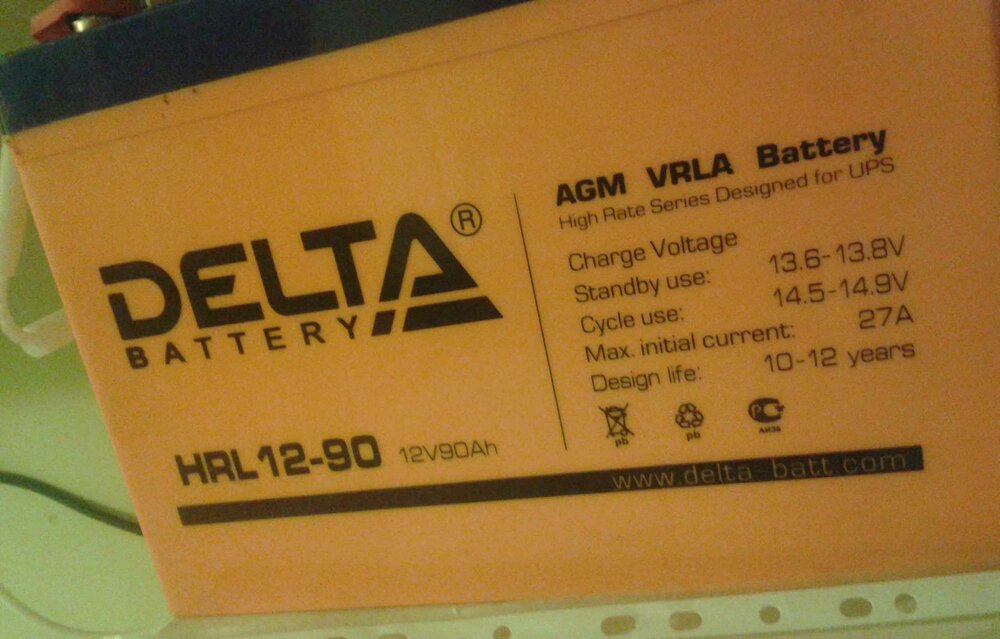 DELTA®
BATTERY
HRL12-90 12V90Ah
AGM VRLA Battery
High Rate Series Designed for UPS
Charge Voltage
Standby use: 13.6-13.8V
Cycle use: 14.5-14.9V
Max. initial current: 27A
Design life: 10-12 years
pb
pb
АИ36
www.delta-batt.com